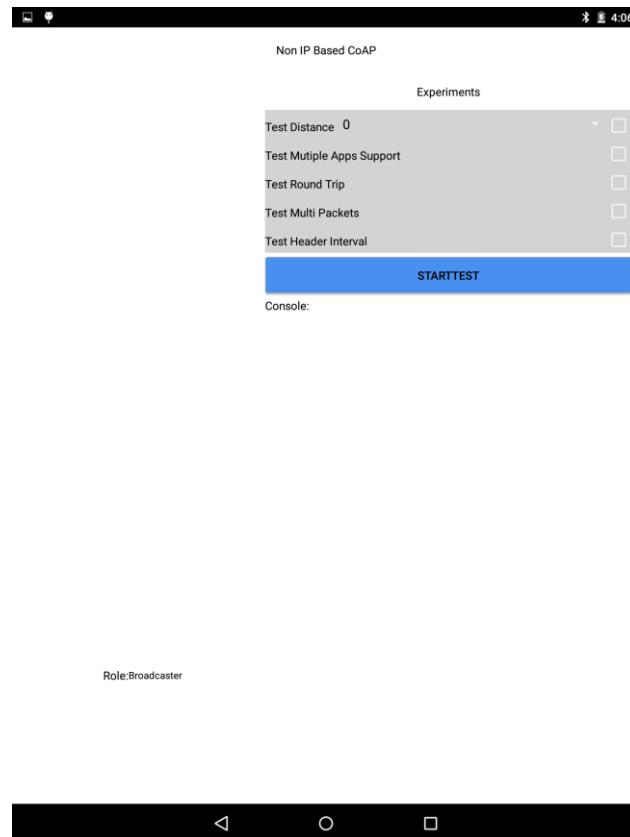 4:06
Non IP Based CoAP
Experiments
Test Distance 0
Test Mutiple Apps Support
Test Round Trip
Test Multi Packets
Test Header Interval
STARTTEST
Console:
Role:Broadcaster